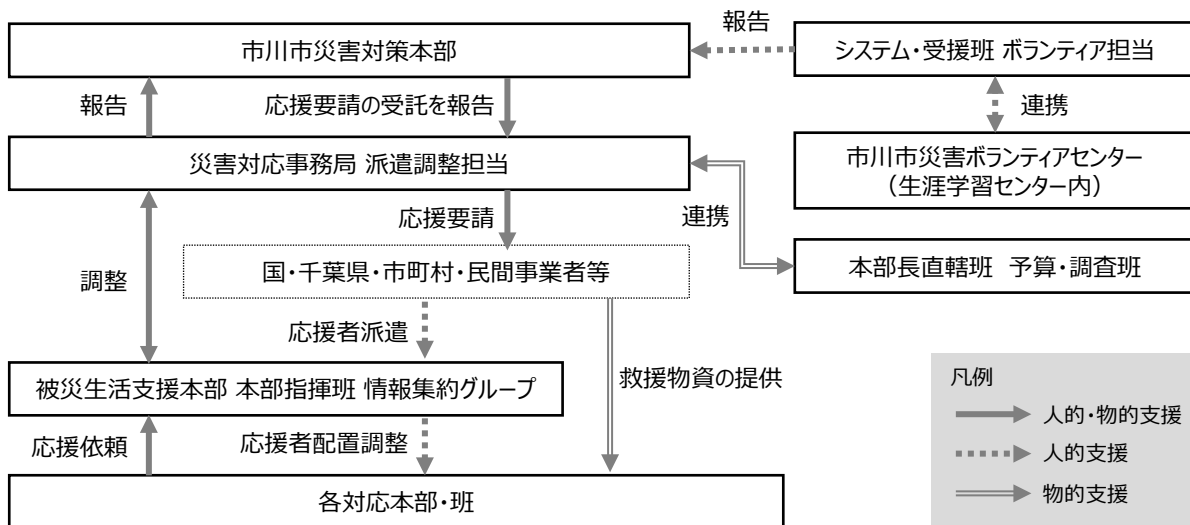 報告
市川市災害対策本部
システム・受援班 ボランティア担当
報告
応援要請の受託を報告
連携
災害対応事務局 派遣調整担当
市川市災害ボランティアセンター
（生涯学習センター内）
応援要請
連携
国・千葉県・市町村・民間事業者等
本部長直轄班 予算・調査班
調整
応援者派遣
救援物資の提供
被災生活支援本部 本部指揮班 情報集約グループ
応援依頼
応援者配置調整
各対応本部・班
凡例
人的・物的支援
人的支援
物的支援